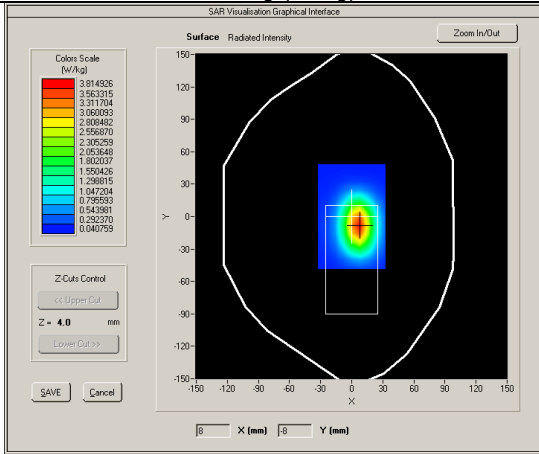 SAR Visualisation Graphical Interface
Surface Radiated Intensity
Zoom In/Out
Colors Scale
(W/kg)
3.814926
3.563315
3.311704
3.060093
2.808482
2.556870
2.305259
2.053648
1.802037
1.550426
1.298815
1.047204
0.795593
0.543981
0.292370
0.040759
Z-Cuts Control
<< Upper Cut
Z = 4.0 mm
Lower Cut >>
SAVE Cancel
150
120
90
60
30
0
-30
-60
-90
-120
-150
Y
-150 -120 -90 -60 -30 0 30 60 90 120 150
X
8 X (mm) -8 Y (mm)